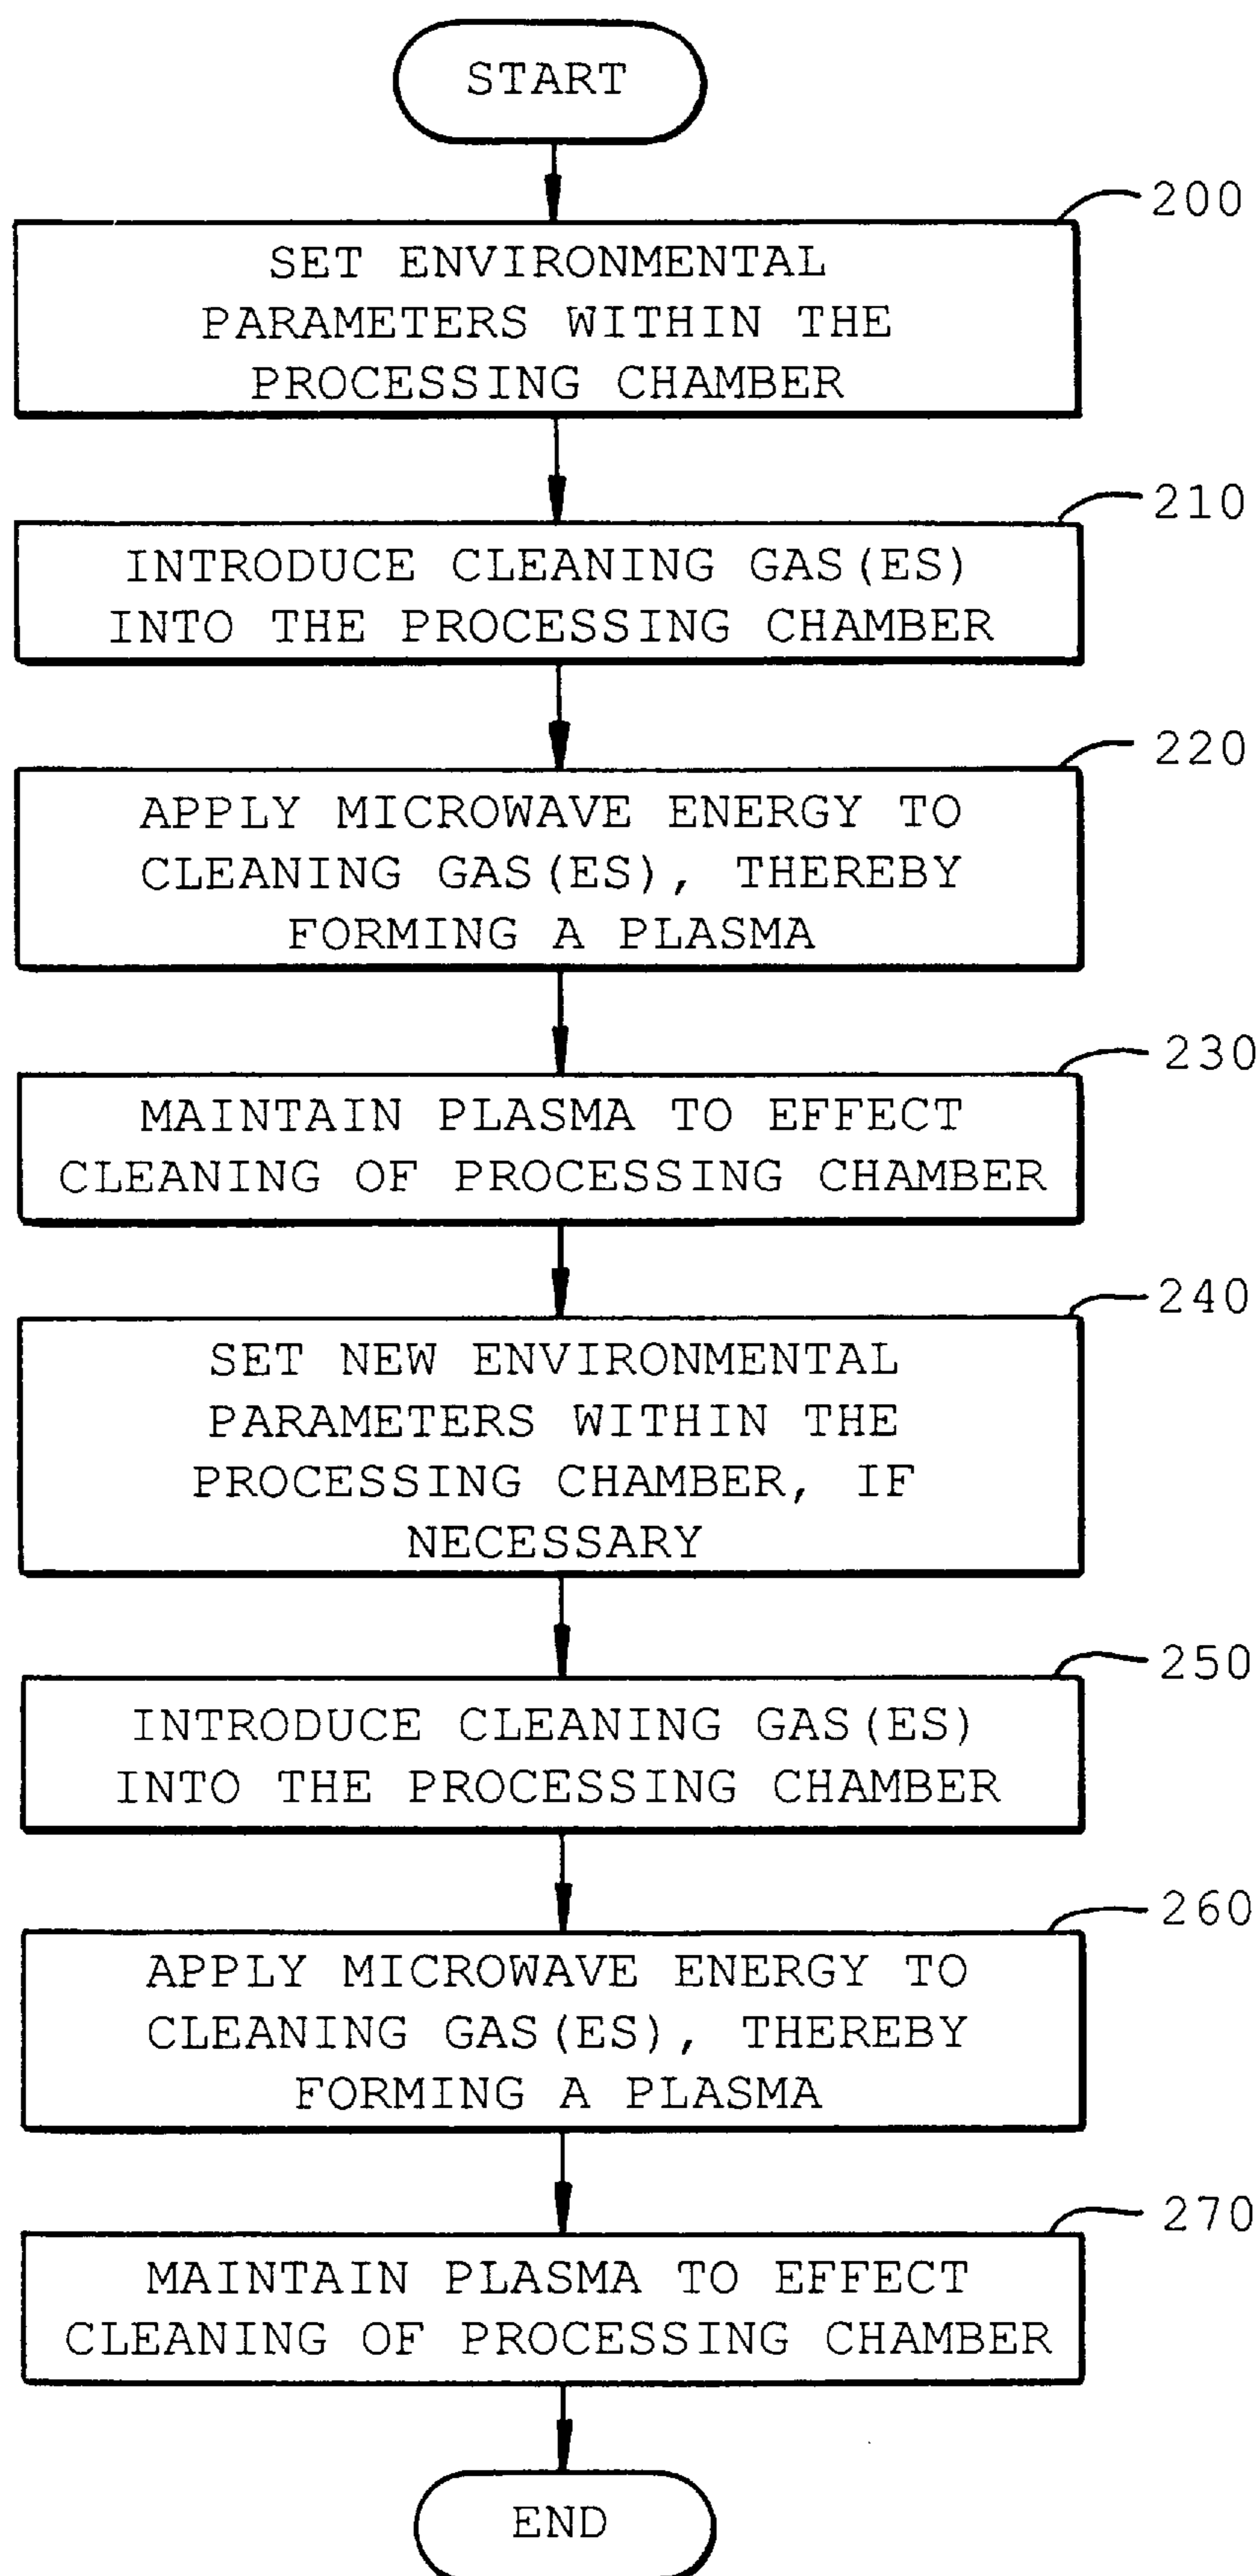 START
200
SET ENVIRONMENTAL
PARAMETERS WITHIN THE
PROCESSING CHAMBER
210
INTRODUCE CLEANING GAS(ES)
INTO THE PROCESSING CHAMBER
220
APPLY MICROWAVE ENERGY TO
CLEANING GAS(ES), THEREBY
FORMING A PLASMA
230
MAINTAIN PLASMA TO EFFECT
CLEANING OF PROCESSING CHAMBER
240
SET NEW ENVIRONMENTAL
PARAMETERS WITHIN THE
PROCESSING CHAMBER, IF
NECESSARY
250
INTRODUCE CLEANING GAS(ES)
INTO THE PROCESSING CHAMBER
260
APPLY MICROWAVE ENERGY TO
CLEANING GAS(ES), THEREBY
FORMING A PLASMA
270
MAINTAIN PLASMA TO EFFECT
CLEANING OF PROCESSING CHAMBER
END